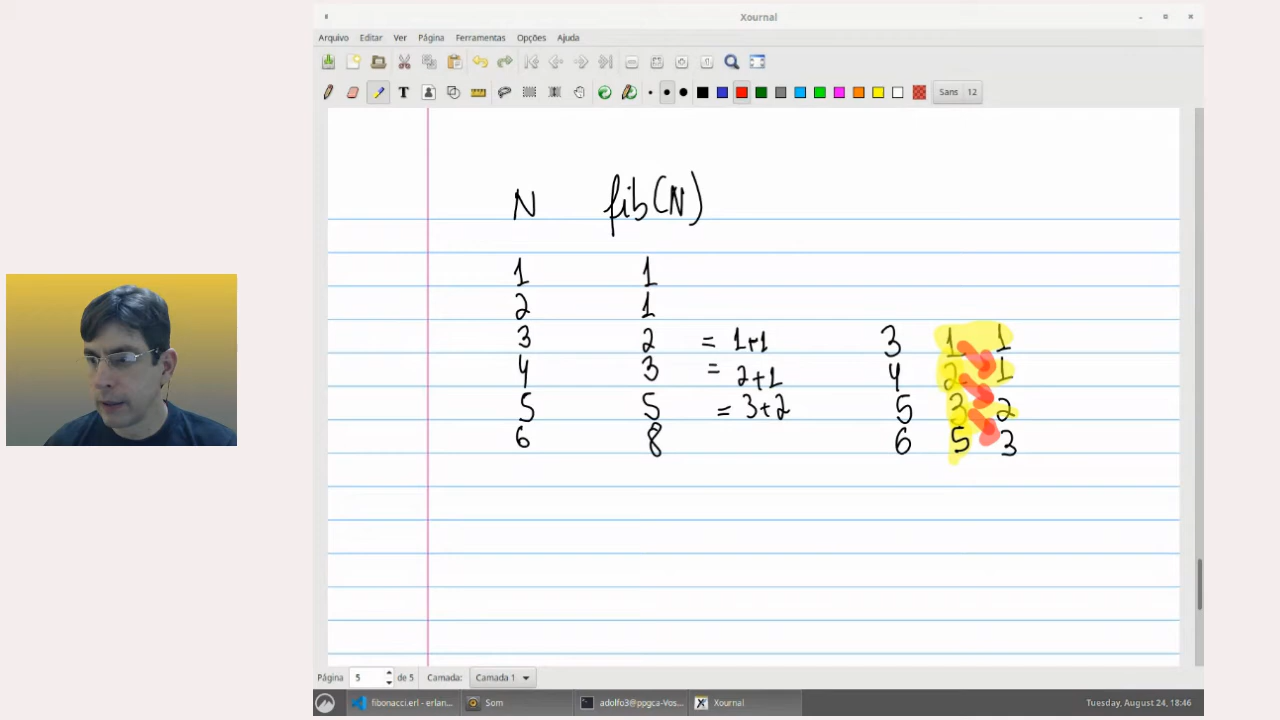 Xournal
Arquivo Editar Ver Página Ferramentas Opções Ajuda
T Sans 12
N fib(N)
1 1
2 1
3 2 = 1+1 3 1 1
4 3 = 2+1 4 2 1
5 5 = 3+2 5 3 2
6 8 6 5 3
Página 5 de 5 Camada: Camada 1
fibonacci.erl - erlan... Som adolfo3@ppgca-Vos... Xournal Tuesday, August 24, 18:46